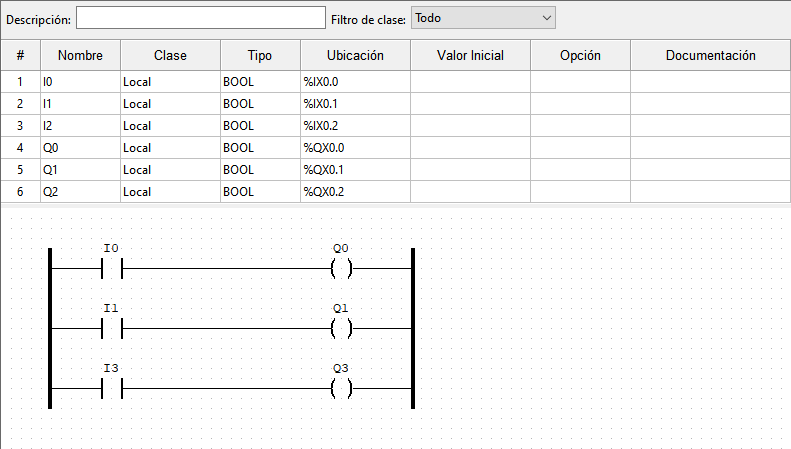 Descripción: Filtro de clase: Todo
# Nombre Clase Tipo Ubicación Valor Inicial Opción Documentación
1 I0 Local BOOL %IX0.0
2 I1 Local BOOL %IX0.1
3 I2 Local BOOL %IX0.2
4 Q0 Local BOOL %QX0.0
5 Q1 Local BOOL %QX0.1
6 Q2 Local BOOL %QX0.2
I0 Q0
I1 Q1
I3 Q3